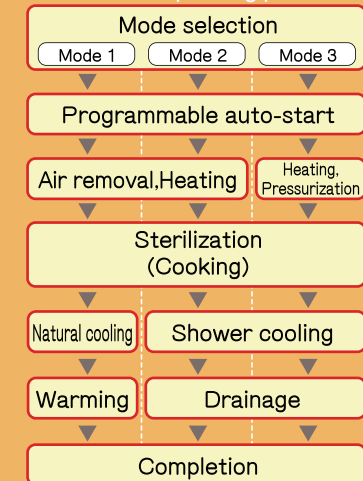 Mode selection
Mode 1 Mode 2 Mode 3
Programmable auto-start
Air removal,Heating
Heating,
Pressurization
Sterilization
(Cooking)
Natural cooling
Shower cooling
Warming
Drainage
Completion